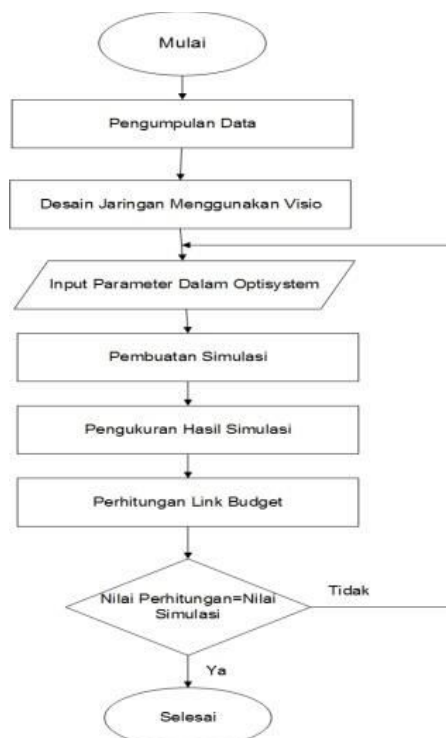 Mulai
Pengumpulan Data
Desain Jaringan Menggunakan Visio
Input Parameter Dalam Optisystem
Pembuatan Simulasi
Pengukuran Hasil Simulasi
Perhitungan Link Budget
Nilai Perhitungan=Nilai
Simulasi
Tidak
Ya
Selesai